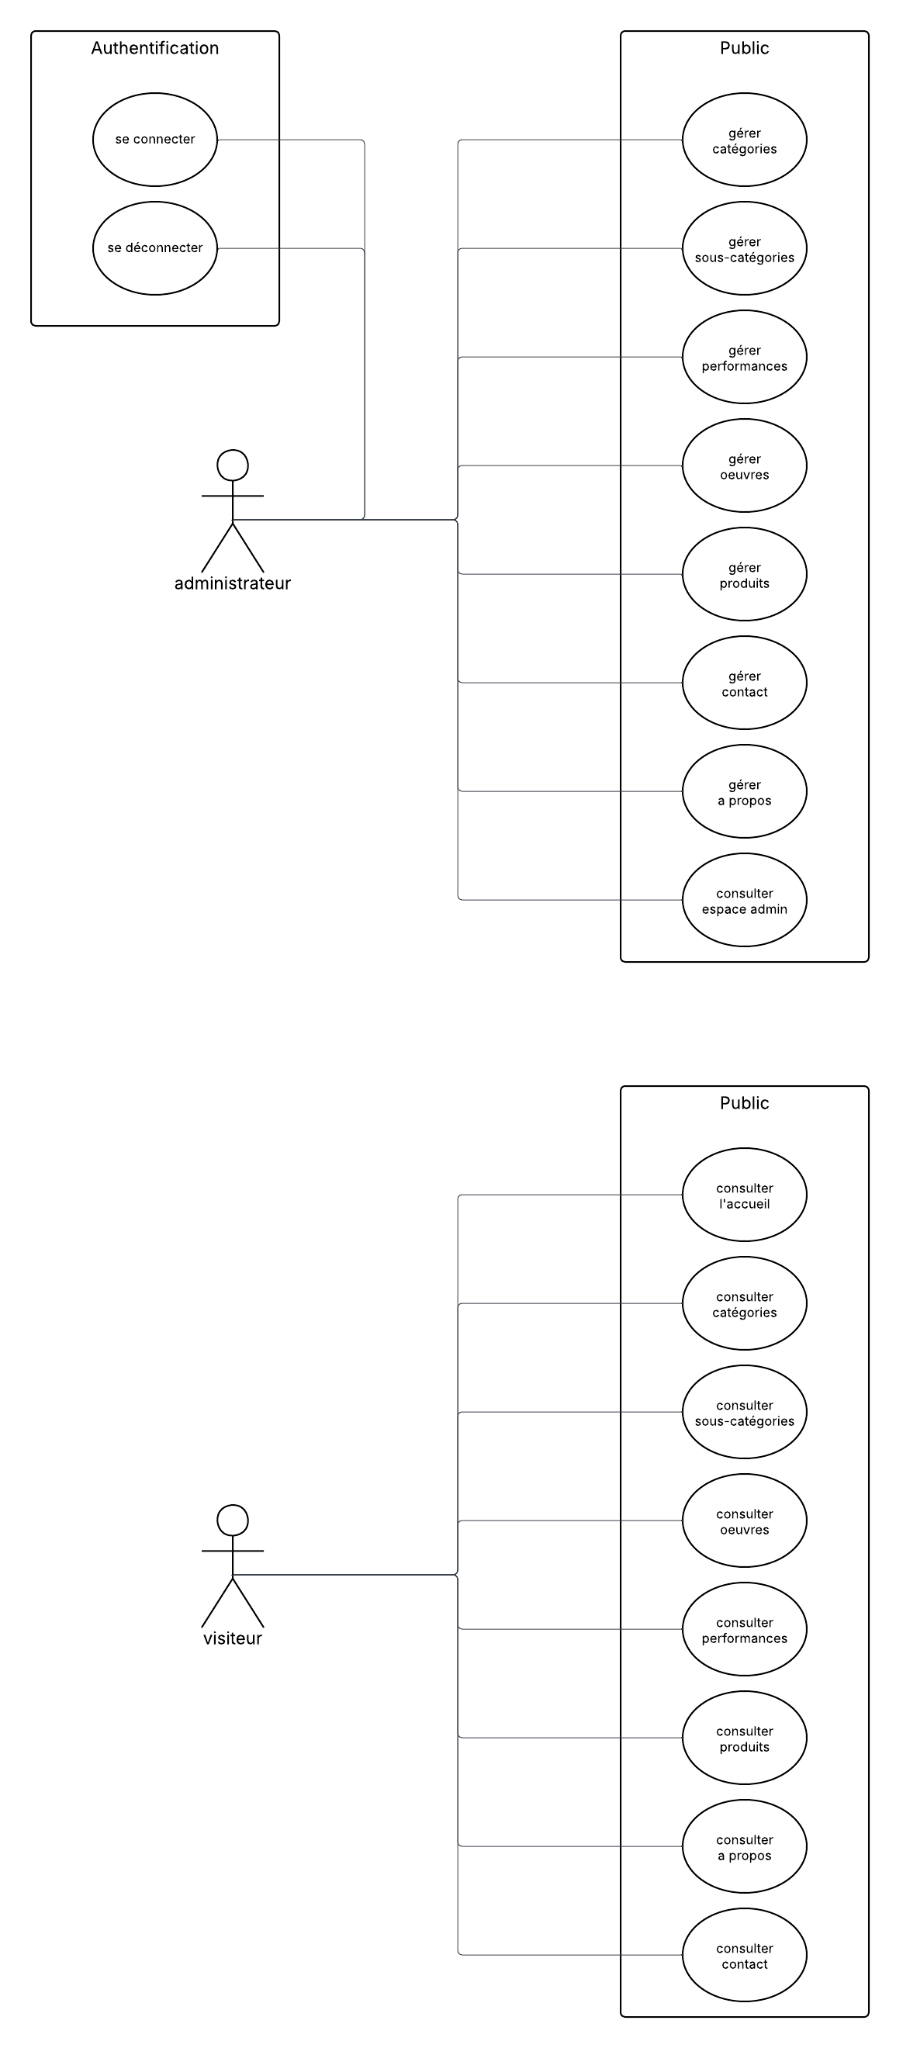 Authentification
se connecter
se déconnecter
administrateur
Public
gérer
catégories
gérer
sous-catégories
gérer
performances
gérer
oeuvres
gérer
produits
gérer
contact
gérer
a propos
consulter
espace admin
visiteur
Public
consulter
l'accueil
consulter
catégories
consulter
sous-catégories
consulter
oeuvres
consulter
performances
consulter
produits
consulter
a propos
consulter
contact